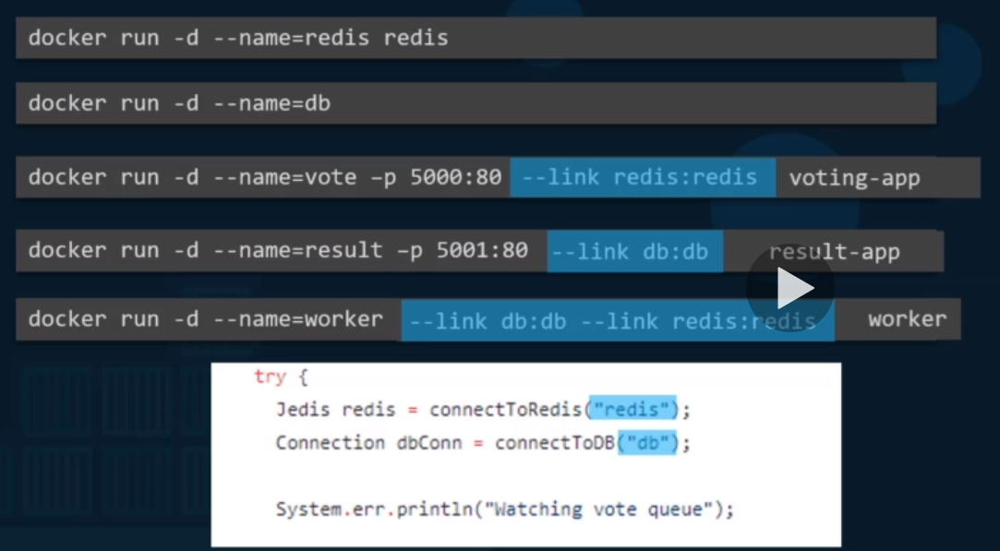 docker run -d --name=redis redis
docker run -d --name=db
docker run -d --name=vote –p 5000:80 --link redis:redis voting-app
docker run -d --name=result –p 5001:80 --link db:db result-app
docker run -d --name=worker --link db:db --link redis:redis worker
try {
Jedis redis = connectToRedis("redis");
Connection dbConn = connectToDB("db");
System.err.println("Watching vote queue");